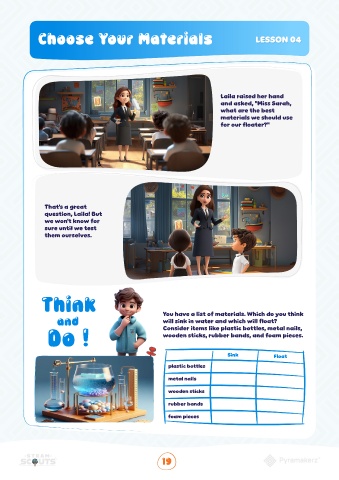 Choose Your Materials
LESSON 04
Laila raised her hand
and asked, "Miss Sarah,
what are the best
materials we should use
for our floater?"
That's a great
question, Laila! But
we won't know for
sure until we test
them ourselves.
Think
and
Do !
You have a list of materials. Which do you think
will sink in water and which will float?
Consider items like plastic bottles, metal nails,
wooden sticks, rubber bands, and foam pieces.
Sink
Float
plastic bottles
metal nails
wooden sticks
rubber bands
foam pieces
SCOUTS
19